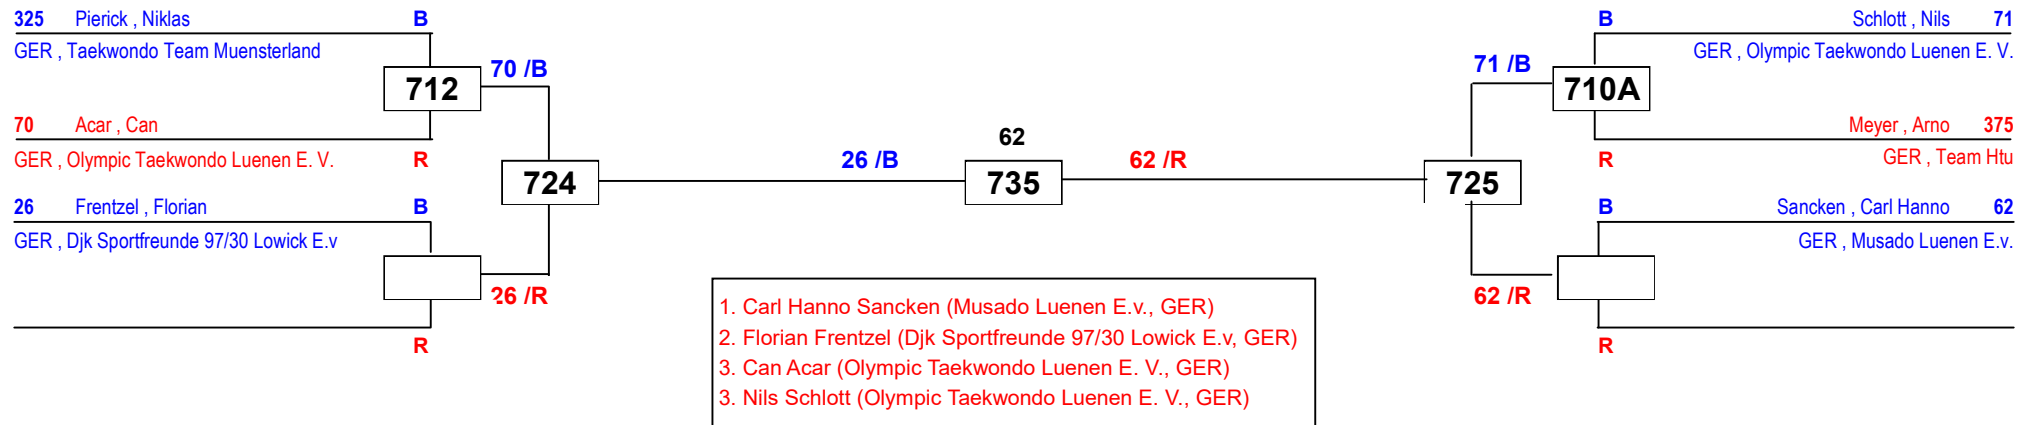 325 Pierick , Niklas B
GER , Taekwondo Team Muensterland
712
70 /B
70 Acar , Can
GER , Olympic Taekwondo Luenen E. V. R
724
26 Frentzel , Florian B
GER , Djk Sportfreunde 97/30 Lowick E.v
26 /R
R
26 /B
62
735
62 /R
B Schlott , Nils 71
GER , Olympic Taekwondo Luenen E. V.
71 /B
710A
Meyer , Arno 375
R GER , Team Htu
725
B Sancken , Carl Hanno 62
GER , Musado Luenen E.v.
62 /R
R
1. Carl Hanno Sancken (Musado Luenen E.v., GER)
2. Florian Frentzel (Djk Sportfreunde 97/30 Lowick E.v, GER)
3. Can Acar (Olympic Taekwondo Luenen E. V., GER)
3. Nils Schlott (Olympic Taekwondo Luenen E. V., GER)